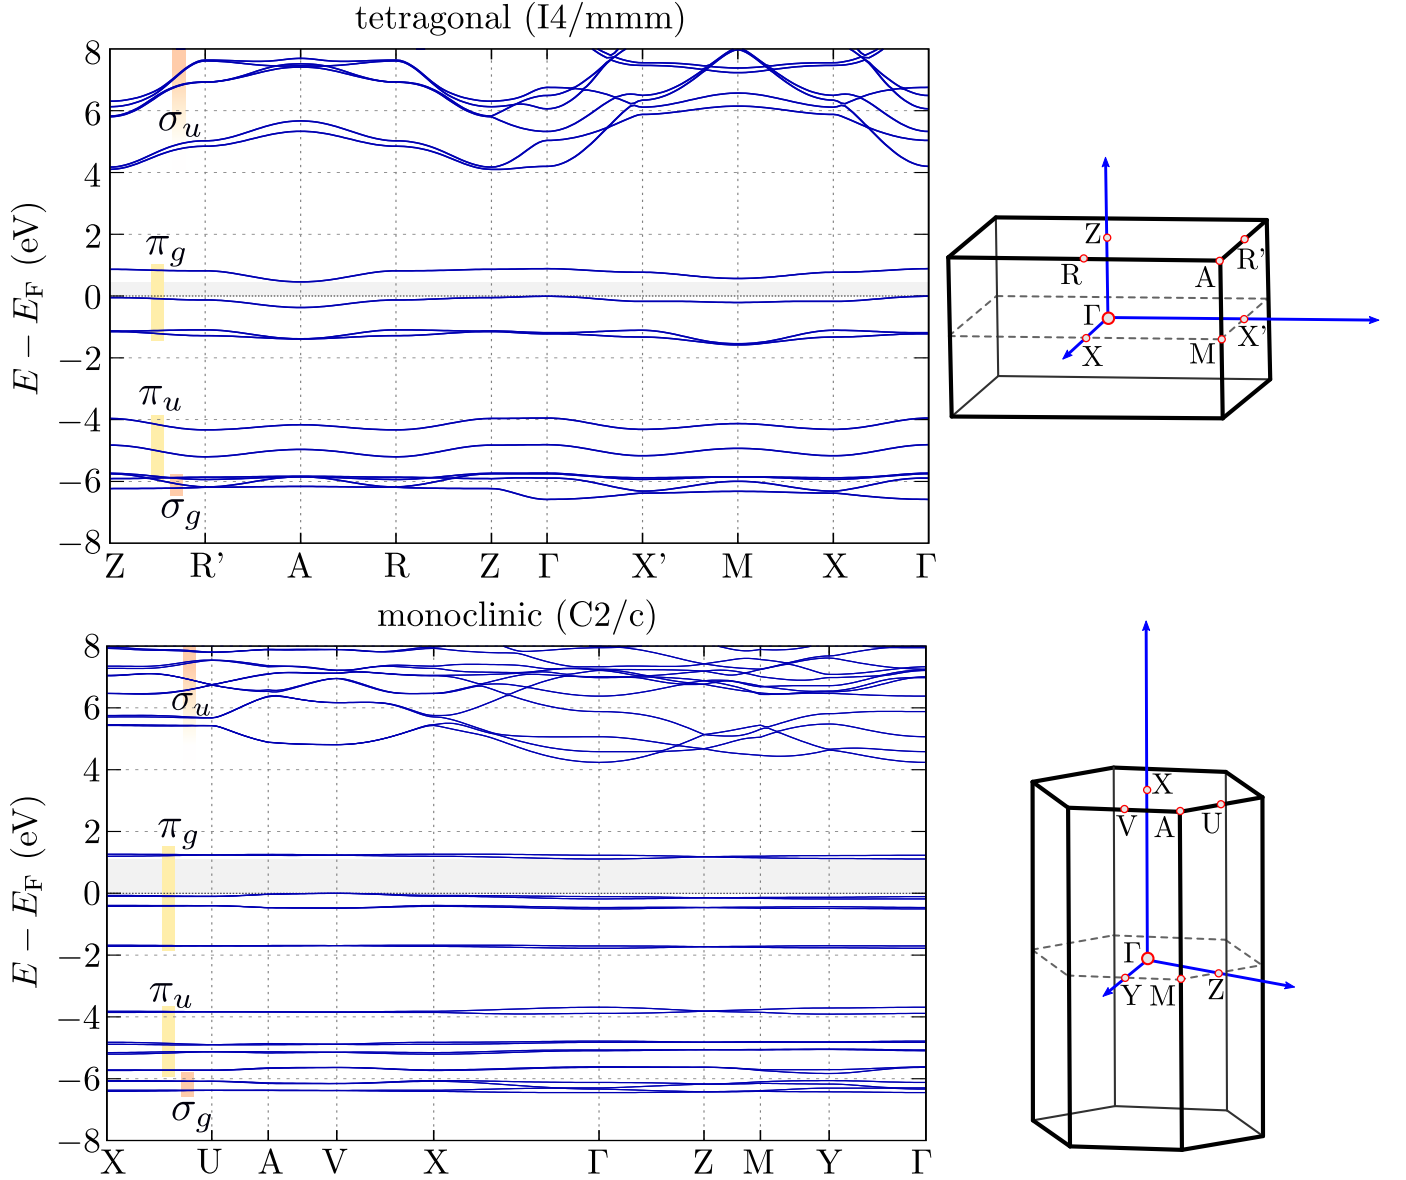 tetragonal (I4/mmm)
E − E_F (eV)
8
6
4
2
0
−2
−4
−6
−8
σ_u
π_g
π_u
σ_g
Z R' A R Z Γ X' M X Γ
Z
R
A
R'
Γ
X
M
X'
monoclinic (C2/c)
E − E_F (eV)
8
6
4
2
0
−2
−4
−6
−8
σ_u
π_g
π_u
σ_g
X U A V X Γ Z M Y Γ
X
V A U
Γ
Y M Z